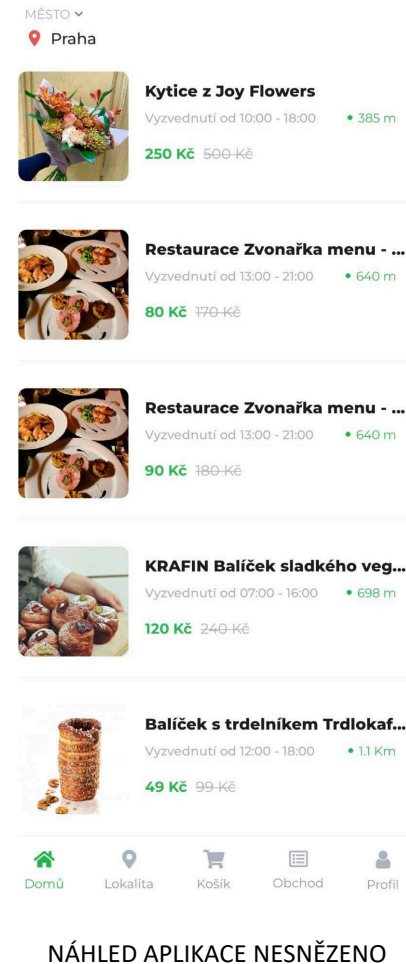 MĚSTO
Praha
Kytice z Joy Flowers
Vyzvednutí od 10:00 - 18:00 • 385 m
250 Kč 500 Kč
Restaurace Zvonařka menu - ...
Vyzvednutí od 13:00 - 21:00 • 640 m
80 Kč 170 Kč
Restaurace Zvonařka menu - ...
Vyzvednutí od 13:00 - 21:00 • 640 m
90 Kč 180 Kč
KRAFIN Balíček sladkého veg...
Vyzvednutí od 07:00 - 16:00 • 698 m
120 Kč 240 Kč
Balíček s trdelníkem Trdlokaf...
Vyzvednutí od 12:00 - 18:00 • 1.1 Km
49 Kč 99 Kč
Domů Lokalita Košík Obchod Profil
NÁHLED APLIKACE NESNĚZENO